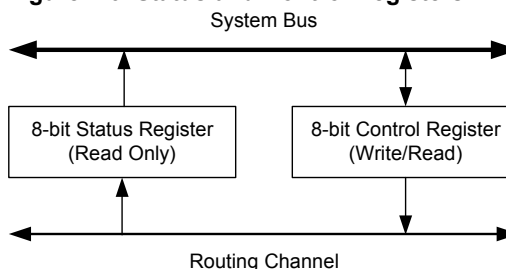 System Bus
8-bit Status Register
(Read Only)
8-bit Control Register
(Write/Read)
Routing Channel